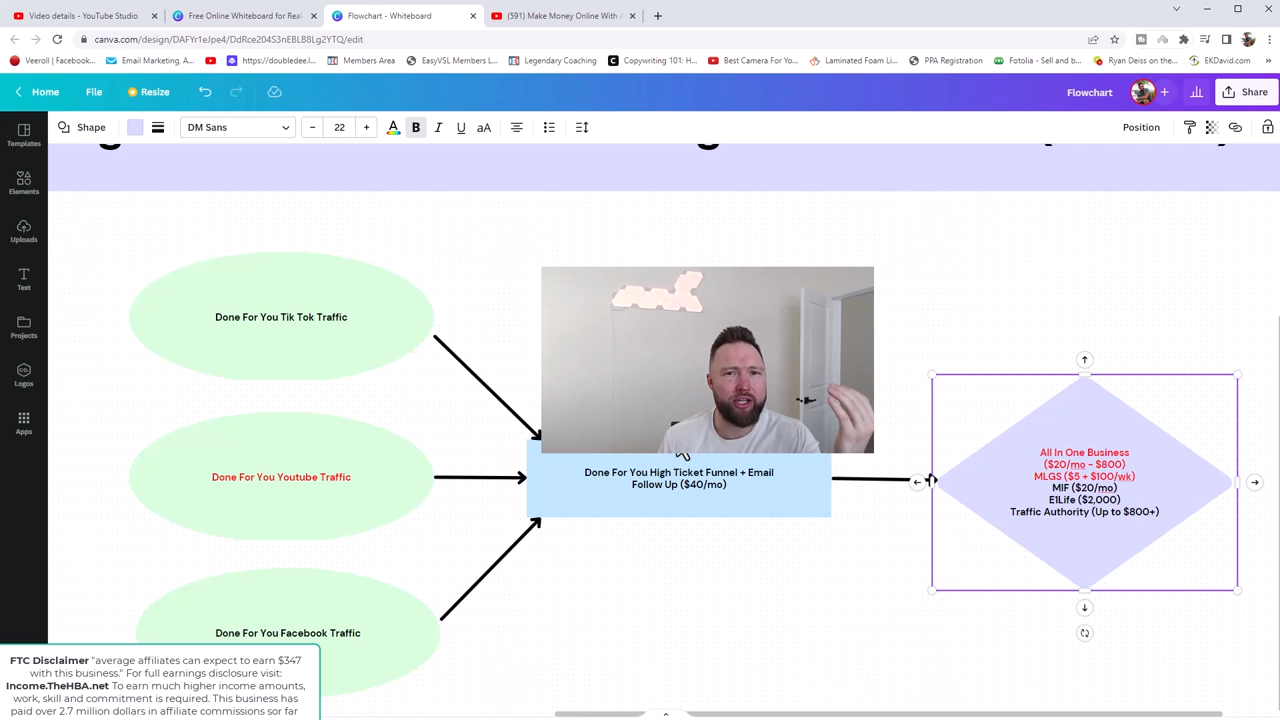 Video details - YouTube Studio
Free Online Whiteboard for Real
Flowchart - Whiteboard
(591) Make Money Online With A
canva.com/design/DAFYr1eJpe4/DdRce204S3nEBLB8Lg2YTQ/edit
Veeroll | Facebook...
Email Marketing, A...
https://doubledee.l...
Members Area
EasyVSL Members L...
Legendary Coaching
Copywriting 101: H...
Best Camera For Yo...
Laminated Foam Li...
PPA Registration
Fotolia - Sell and b...
Ryan Deiss on the...
EKDavid.com
Home
File
Resize
Flowchart
Share
Shape
DM Sans
22
B
I
U
aA
Position
Templates
Elements
Uploads
Text
Projects
Logos
Apps
Done For You Tik Tok Traffic
Done For You Youtube Traffic
Done For You Facebook Traffic
Done For You High Ticket Funnel + Email
Follow Up ($40/mo)
All In One Business
($20/mo - $800)
MLGS ($5 + $100/wk)
MIF ($20/mo)
E1Life ($2,000)
Traffic Authority (Up to $800+)
FTC Disclaimer "average affiliates can expect to earn $347
with this business." For full earnings disclosure visit:
Income.TheHBA.net To earn much higher income amounts,
work, skill and commitment is required. This business has
paid over 2.7 million dollars in affiliate commissions sor far